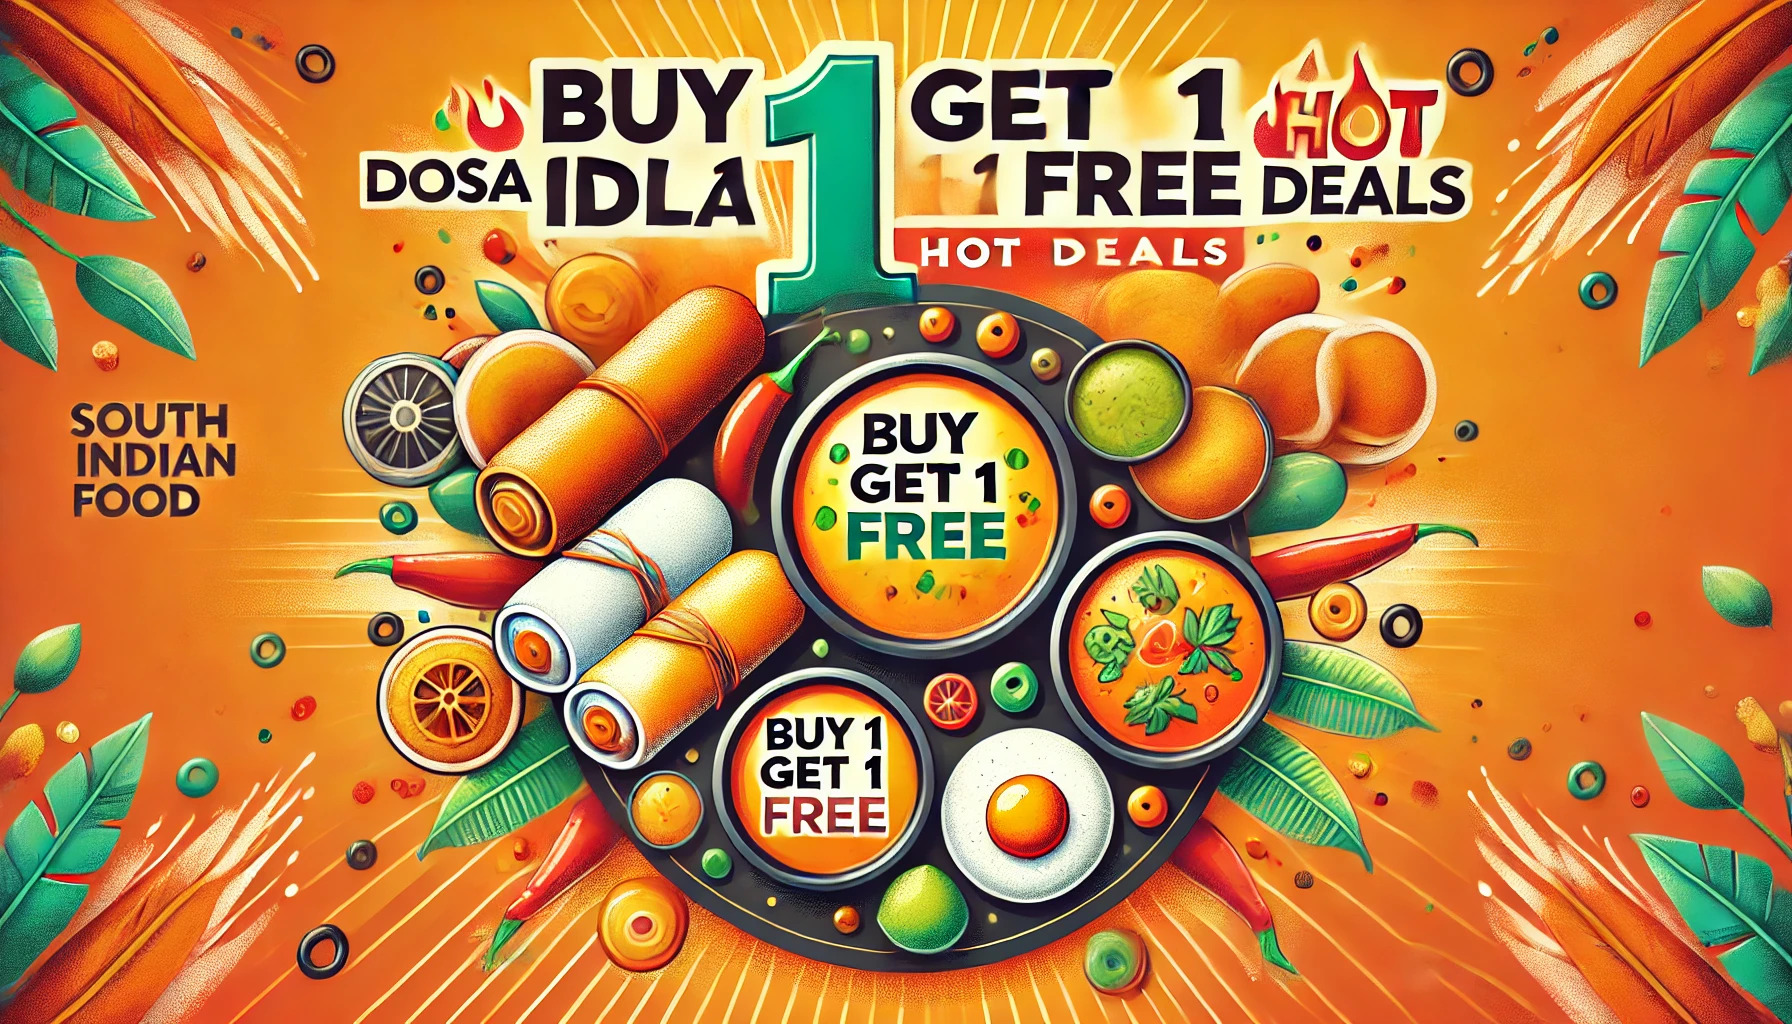 BUY 1 GET 1 HOT
DOSA IDLA 1 FREE DEALS
HOT DEALS
SOUTH
INDIAN
FOOD
BUY
GET 1
FREE
BUY 1
GET 1
FREE